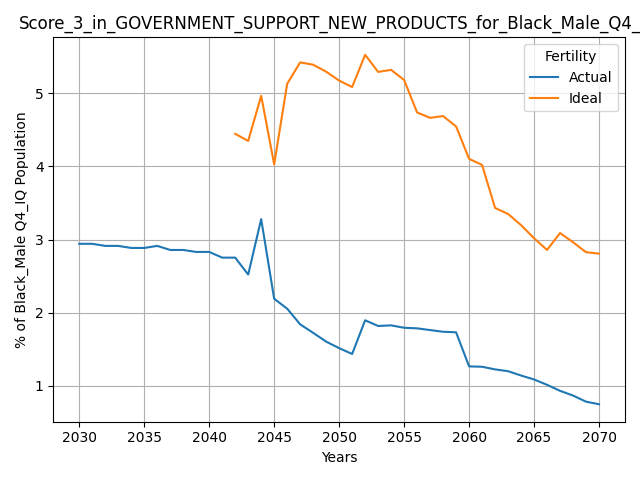 Score_3_in_GOVERNMENT_SUPPORT_NEW_PRODUCTS_for_Black_Male_Q4_
Fertility
Actual
Ideal
% of Black_Male Q4_IQ Population
5
4
3
2
1
2030 2035 2040 2045 2050 2055 2060 2065 2070
Years